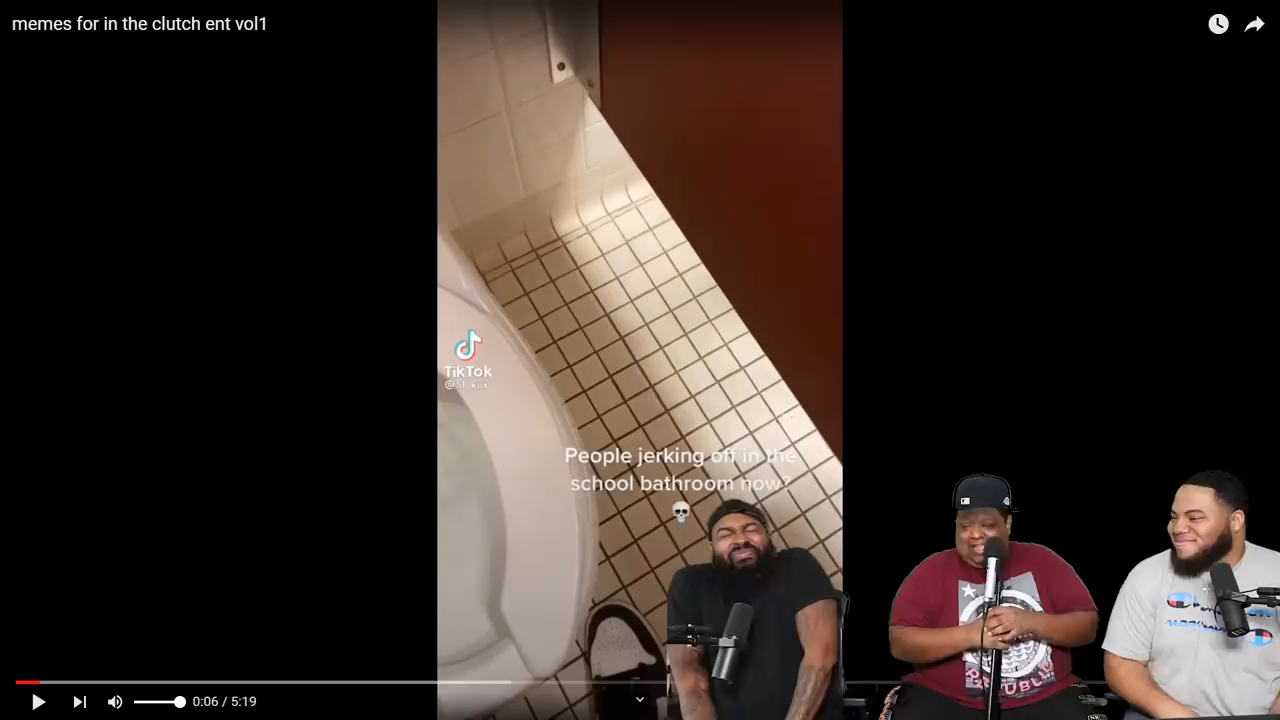 memes for in the clutch ent vol1
TikTok
People jerking off in the
school bathroom now?
Champion
0:06 / 5:19